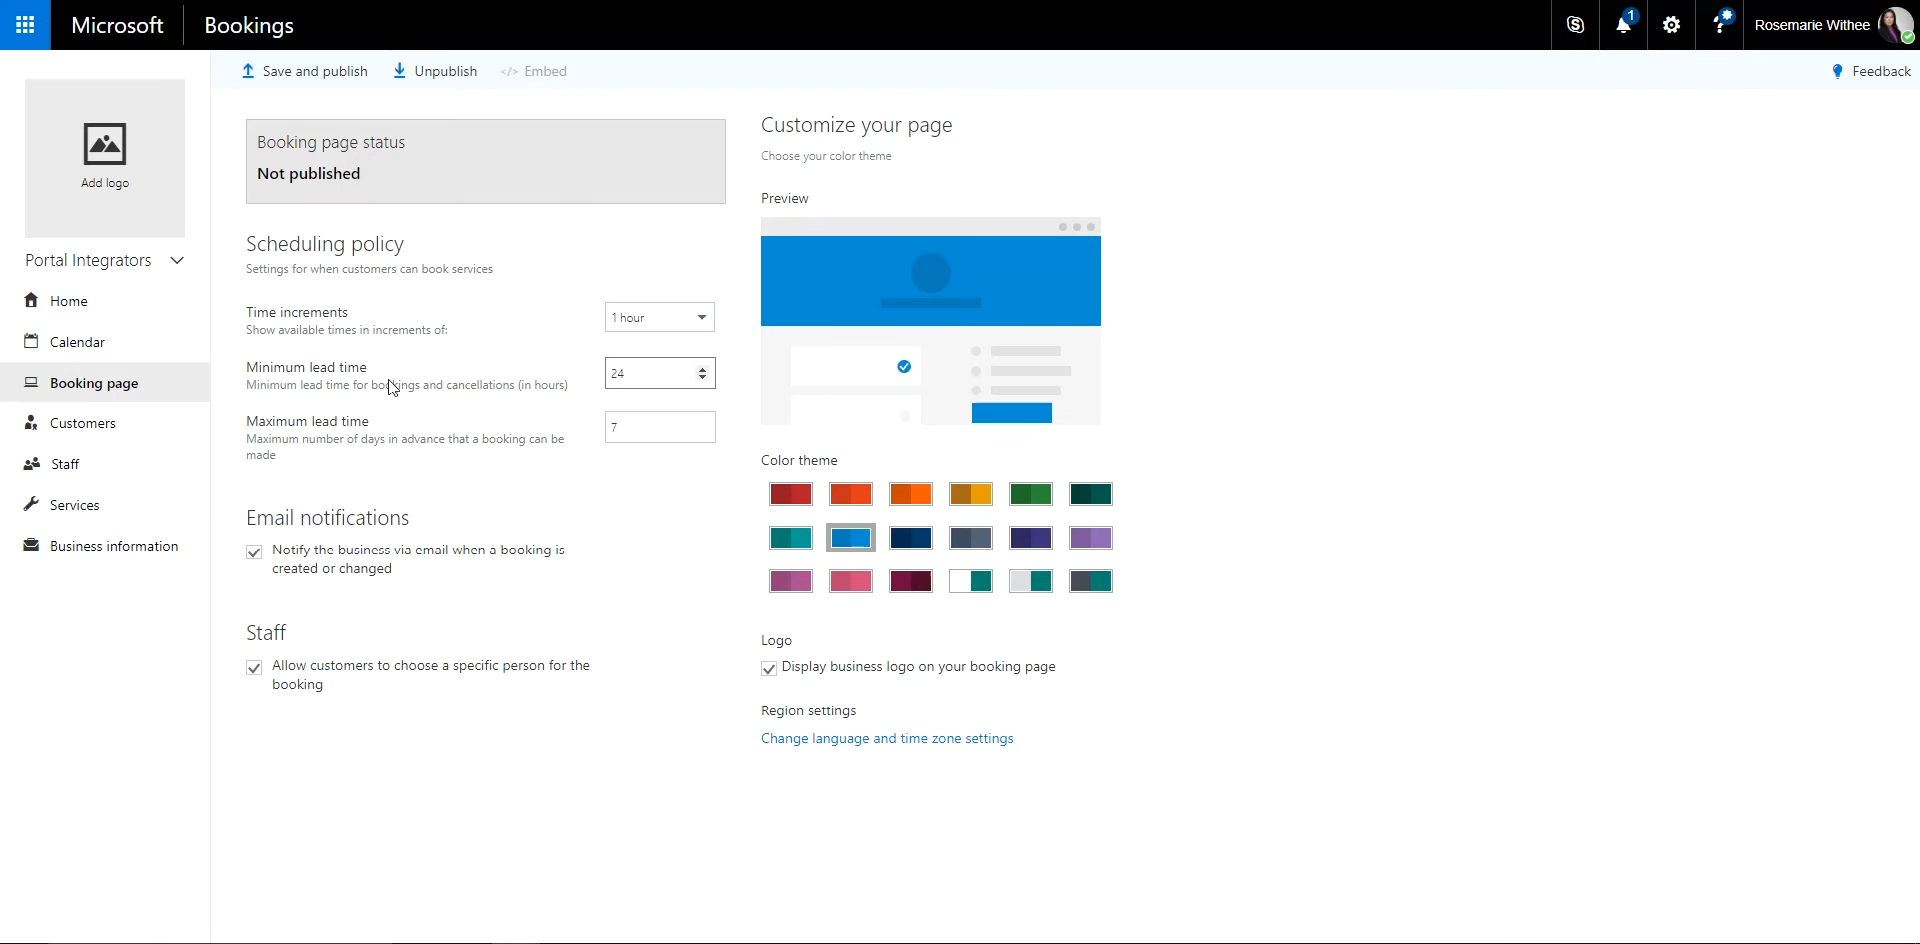 Microsoft
Bookings
1
Rosemarie Withee
Save and publish
Unpublish
</> Embed
Feedback
Add logo
Portal Integrators
Home
Calendar
Booking page
Customers
Staff
Services
Business information
Booking page status
Not published
Scheduling policy
Settings for when customers can book services
Time increments
Show available times in increments of:
1 hour
Minimum lead time
Minimum lead time for bookings and cancellations (in hours)
24
Maximum lead time
Maximum number of days in advance that a booking can be
made
7
Email notifications
Notify the business via email when a booking is
created or changed
Staff
Allow customers to choose a specific person for the
booking
Customize your page
Choose your color theme
Preview
Color theme
Logo
Display business logo on your booking page
Region settings
Change language and time zone settings